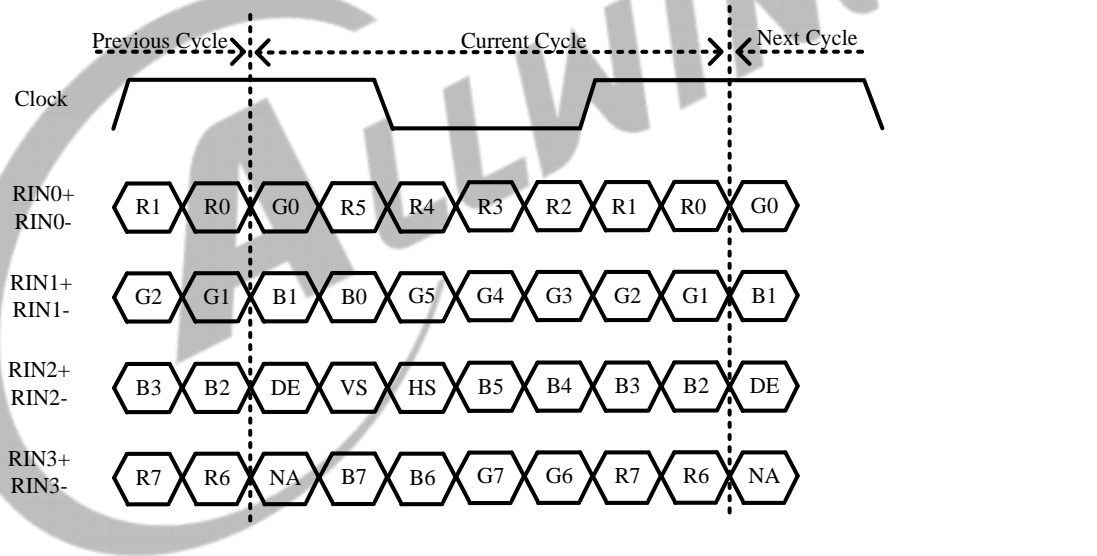 Previous Cycle Current Cycle Next Cycle
Clock
RIN0+
RIN0-
R1 R0 G0 R5 R4 R3 R2 R1 R0 G0
RIN1+
RIN1-
G2 G1 B1 B0 G5 G4 G3 G2 G1 B1
RIN2+
RIN2-
B3 B2 DE VS HS B5 B4 B3 B2 DE
RIN3+
RIN3-
R7 R6 NA B7 B6 G7 G6 R7 R6 NA